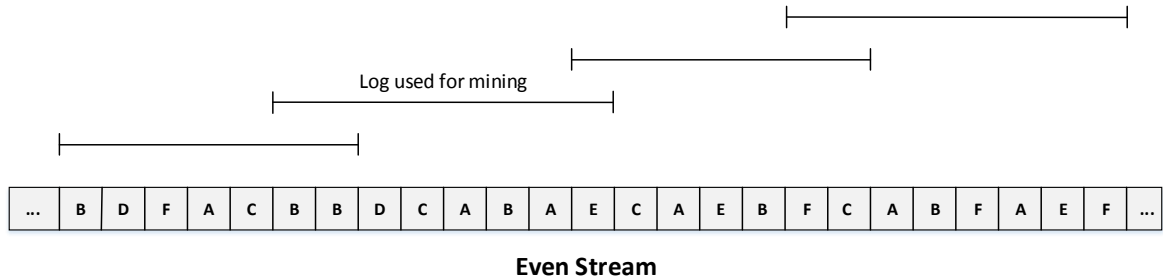 Log used for mining
... B D F A C B B D C A B A E C A E B F C A B F A E F ...
Even Stream